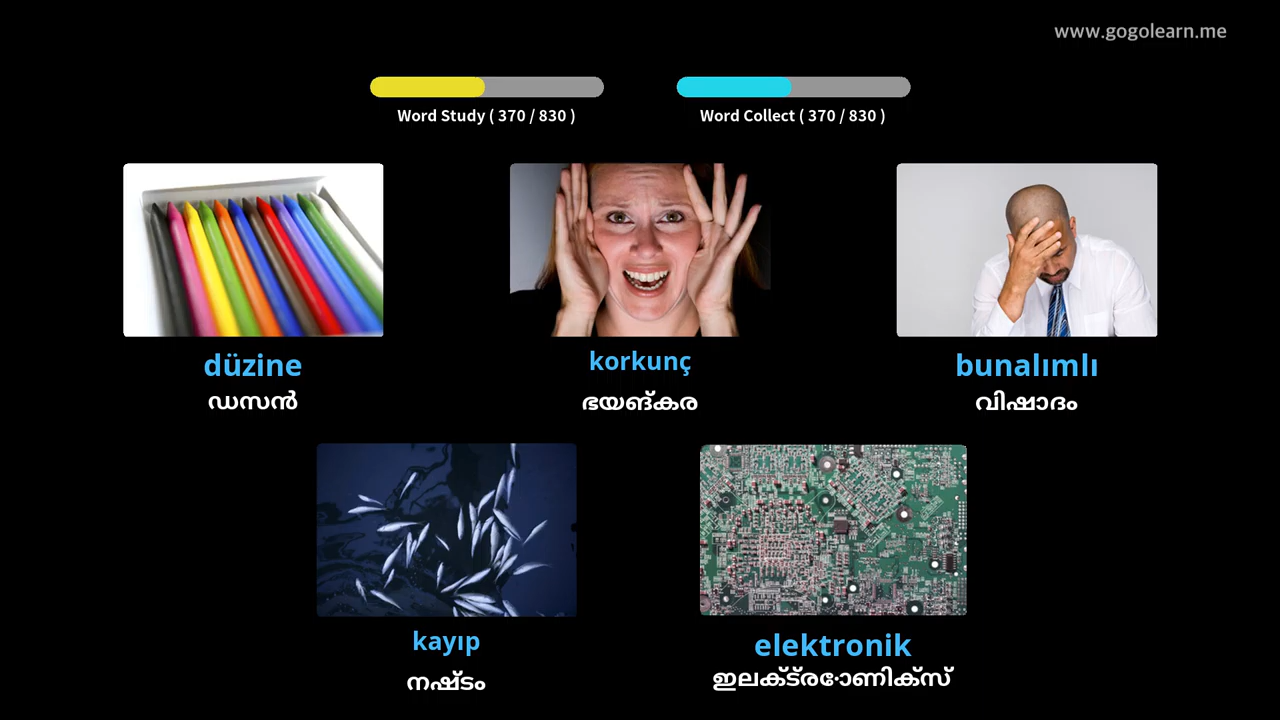 www.gogolearn.me
Word Study ( 370 / 830 )
Word Collect ( 370 / 830 )
düzine
ഡസൻ
korkunç
ഭയങ്കര
bunalımlı
വിഷാദം
kayıp
നഷ്ടം
elektronik
ഇലക്ട്രോണിക്സ്